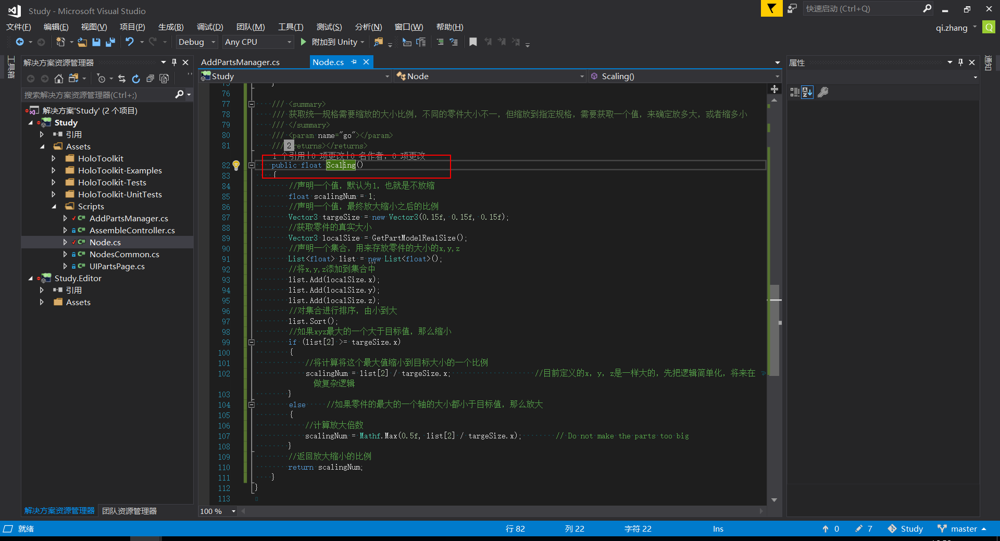 Study - Microsoft Visual Studio
快速启动 (Ctrl+Q)
文件(F) 编辑(E) 视图(V) 项目(P) 生成(B) 调试(D) 团队(M) 工具(T) 测试(S) 分析(N) 窗口(W) 帮助(H)
qi.zhang Q
Debug Any CPU 附加到 Unity
工具箱
解决方案资源管理器
搜索解决方案资源管理器(Ctrl+;)
解决方案'Study' (2 个项目)
Study
引用
Assets
HoloToolkit
HoloToolkit-Examples
HoloToolkit-Tests
HoloToolkit-UnitTests
Scripts
C# AddPartsManager.cs
C# AssembleController.cs
C# Node.cs
C# NodesCommon.cs
C# UIPartsPage.cs
Study.Editor
引用
Assets
解决方案资源管理器 团队资源管理器
AddPartsManager.cs Node.cs
Study Node Scaling()
75 }
76
77 /// <summary>
78 /// 获取统一规格需要缩放的大小比例，不同的零件大小不一，但缩放到指定规格，需要获取一个值，来确定放多大，或者缩多小
79 /// </summary>
80 /// <param name="go"></param>
81 /// 2 returns></returns>
1 个引用|0 项更改|0 名作者，0 项更改
82 public float Scaling()
83 {
84 //声明一个值，默认为1，也就是不放缩
85 float scalingNum = 1;
86 //声明一个值，最终放大缩小之后的比例
87 Vector3 targeSize = new Vector3(0.15f, 0.15f, 0.15f);
88 //获取零件的真实大小
89 Vector3 localSize = GetPartModelRealSize();
90 //声明一个集合，用来存放零件的大小的x,y,z
91 List<float> list = new List<float>();
92 //将x,y,z添加到集合中
93 list.Add(localSize.x);
94 list.Add(localSize.y);
95 list.Add(localSize.z);
96 //对集合进行排序，由小到大
97 list.Sort();
98 //如果xyz最大的一个大于目标值，那么缩小
99 if (list[2] >= targeSize.x)
100 {
101 //将计算将这个最大值缩小到目标大小的一个比例
102 scalingNum = list[2] / targeSize.x; //目前定义的x, y, z是一样大的，先把逻辑简单化，将来在
做复杂逻辑
103 }
104 else //如果零件的最大的一个轴的大小都小于目标值，那么放大
105 {
106 //计算放大倍数
107 scalingNum = Mathf.Max(0.5f, list[2] / targeSize.x); // Do not make the parts too big
108 }
109 //返回放大缩小的比例
110 return scalingNum;
111 }
112 }
113
100 %
属性
通知
就绪 行 82 列 22 字符 22 Ins 0 7 Study master